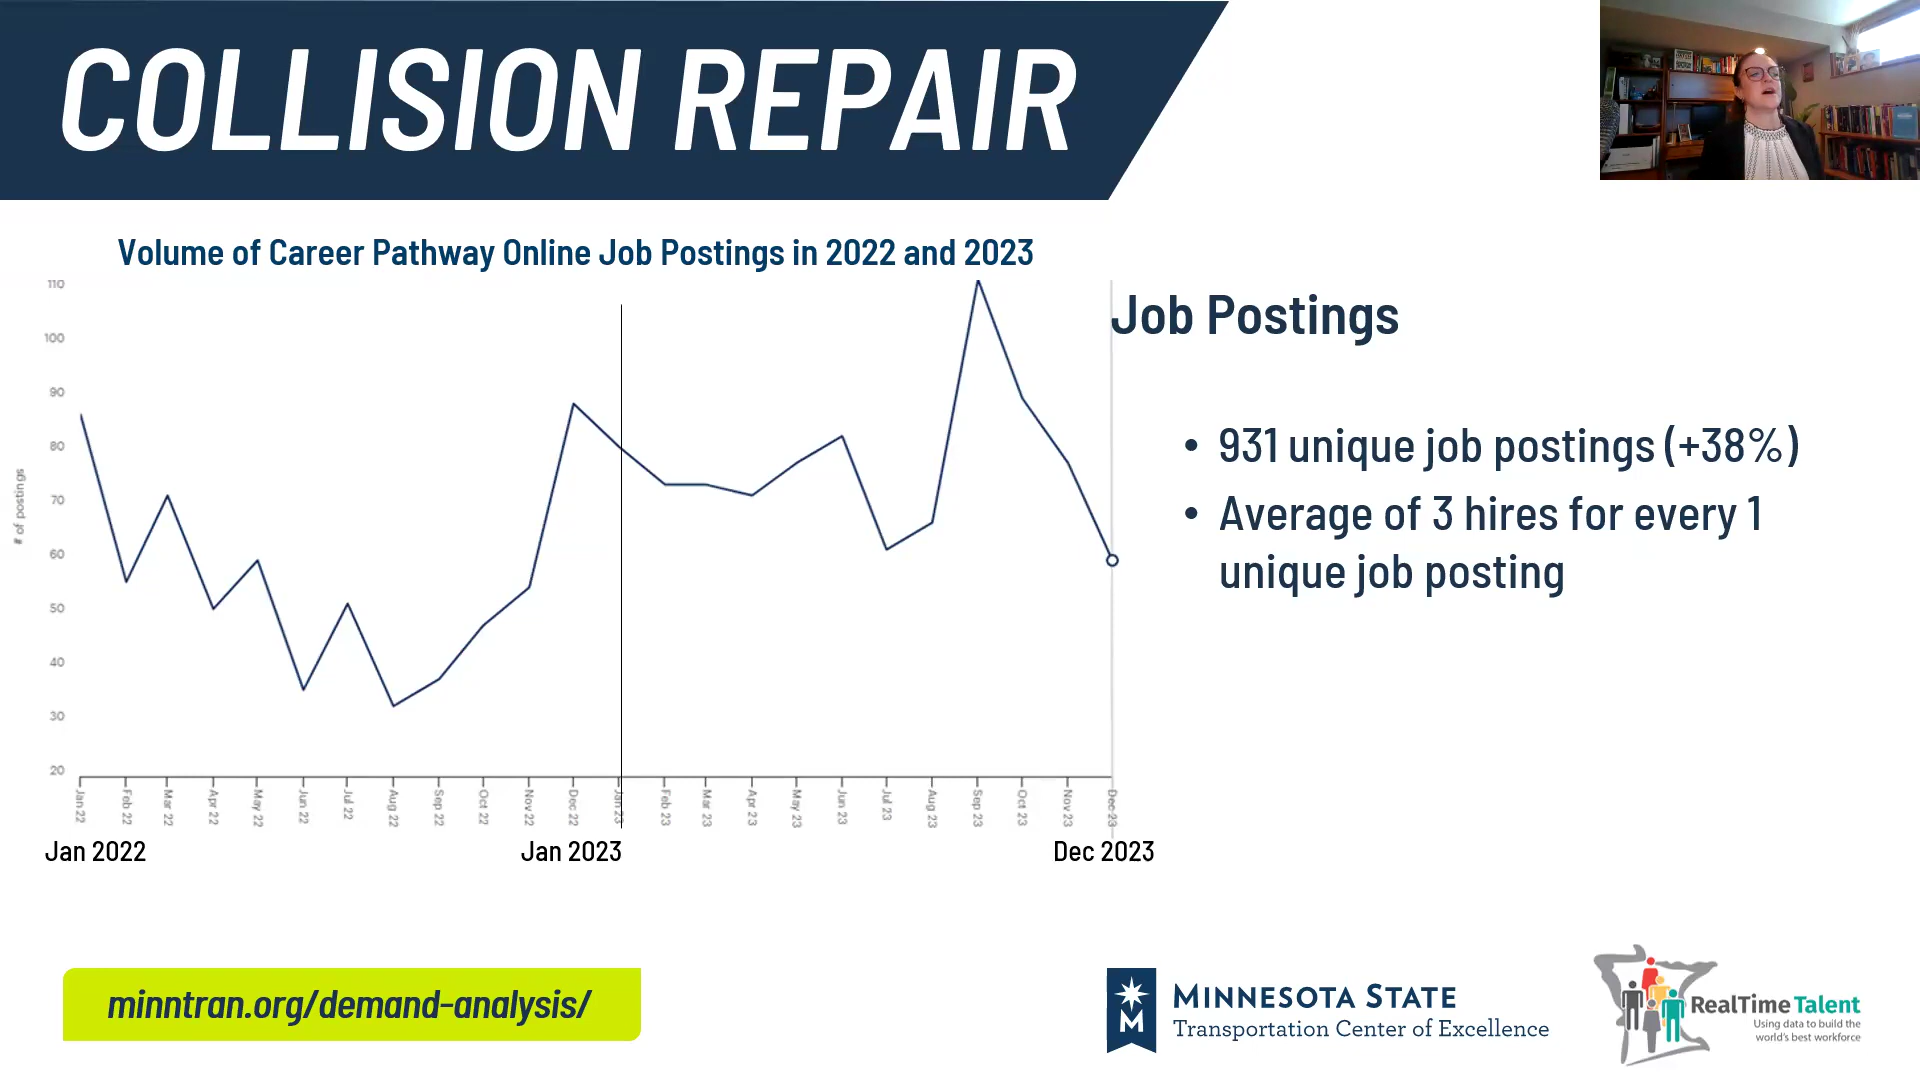 COLLISION REPAIR
Volume of Career Pathway Online Job Postings in 2022 and 2023
110
100
90
80
70
60
50
40
30
20
# of postings
Jan 22
Feb 22
Mar 22
Apr 22
May 22
Jun 22
Jul 22
Aug 22
Sep 22
Oct 22
Nov 22
Dec 22
Jan 23
Feb 23
Mar 23
Apr 23
May 23
Jun 23
Jul 23
Aug 23
Sep 23
Oct 23
Nov 23
Dec 23
Jan 2022
Jan 2023
Dec 2023
Job Postings
• 931 unique job postings (+38%)
• Average of 3 hires for every 1
unique job posting
minntran.org/demand-analysis/
M
MINNESOTA STATE
Transportation Center of Excellence
RealTime Talent
Using data to build the
world's best workforce